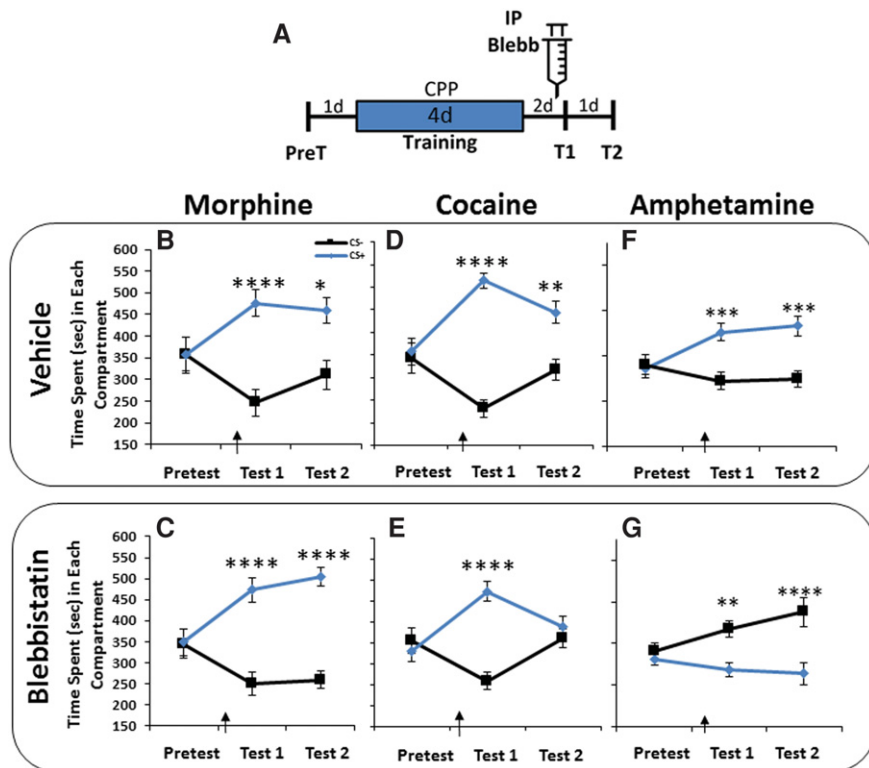 A
IP
Blebb
CPP
1d
4d
2d
1d
Training
PreT
T1
T2
Morphine
Cocaine
Amphetamine
Vehicle
Time Spent (sec) in Each
Compartment
B
CS-
CS+
600
550
500
450
400
350
300
250
200
150
****
*
Pretest
Test 1
Test 2
D
****
**
Pretest
Test 1
Test 2
F
***
***
Pretest
Test 1
Test 2
Blebbistatin
Time Spent (sec) in Each
Compartment
C
600
550
500
450
400
350
300
250
200
150
****
****
Pretest
Test 1
Test 2
E
****
Pretest
Test 1
Test 2
G
**
****
Pretest
Test 1
Test 2